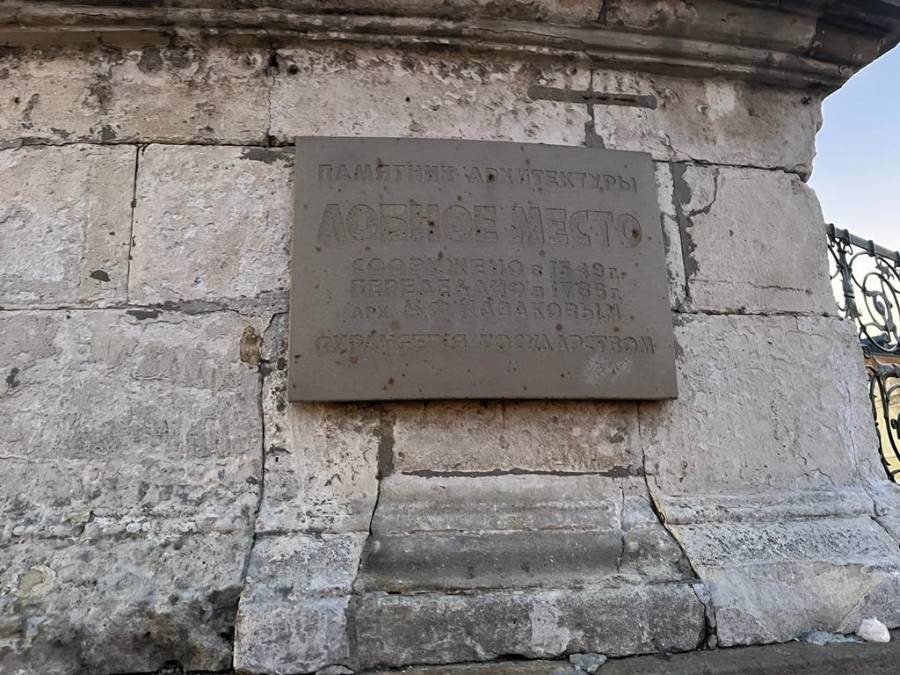 ПАМЯТНИК АРХИТЕКТУРЫ
ЛОБНОЕ МЕСТО
СООРУЖЕНО В 1549 г.
ПЕРЕДЕЛАНО В 1786 г.
АРХ. М.Ф. КАЗАКОВЫМ
ОХРАНЯЕТСЯ ГОСУДАРСТВОМ